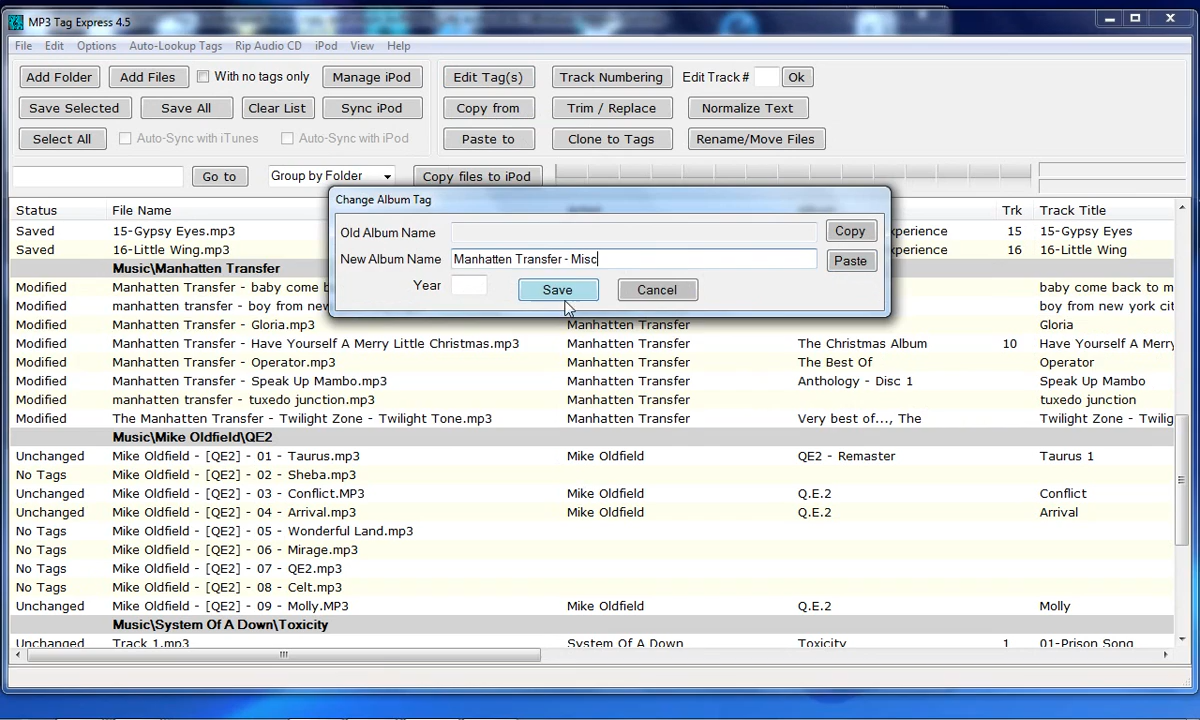 MP3 Tag Express 4.5
File Edit Options Auto-Lookup Tags Rip Audio CD iPod View Help
Add Folder Add Files With no tags only Manage iPod Edit Tag(s) Track Numbering Edit Track # Ok
Save Selected Save All Clear List Sync iPod Copy from Trim / Replace Normalize Text
Select All Auto-Sync with iTunes Auto-Sync with iPod Paste to Clone to Tags Rename/Move Files
Go to Group by Folder Copy files to iPod
Change Album Tag
Old Album Name Copy
New Album Name Manhatten Transfer - Misc Paste
Year Save Cancel
Status File Name Trk Track Title
Saved 15-Gypsy Eyes.mp3 xperience 15 15-Gypsy Eyes
Saved 16-Little Wing.mp3 xperience 16 16-Little Wing
Music\Manhatten Transfer
Modified Manhatten Transfer - baby come b baby come back to m
Modified Manhatten Transfer - boy from new boy from new york cit
Modified Manhatten Transfer - Gloria.mp3 Manhatten Transfer Gloria
Modified Manhatten Transfer - Have Yourself A Merry Little Christmas.mp3 Manhatten Transfer The Christmas Album 10 Have Yourself A Merry
Modified Manhatten Transfer - Operator.mp3 Manhatten Transfer The Best Of Operator
Modified Manhatten Transfer - Speak Up Mambo.mp3 Manhatten Transfer Anthology - Disc 1 Speak Up Mambo
Modified manhatten transfer - tuxedo junction.mp3 Manhatten Transfer tuxedo junction
Modified The Manhatten Transfer - Twilight Zone - Twilight Tone.mp3 Manhatten Transfer Very best of..., The Twilight Zone - Twilig
Music\Mike Oldfield\QE2
Unchanged Mike Oldfield - [QE2] - 01 - Taurus.mp3 Mike Oldfield QE2 - Remaster Taurus 1
No Tags Mike Oldfield - [QE2] - 02 - Sheba.mp3
Unchanged Mike Oldfield - [QE2] - 03 - Conflict.MP3 Mike Oldfield Q.E.2 Conflict
Unchanged Mike Oldfield - [QE2] - 04 - Arrival.mp3 Mike Oldfield Q.E.2 Arrival
No Tags Mike Oldfield - [QE2] - 05 - Wonderful Land.mp3
No Tags Mike Oldfield - [QE2] - 06 - Mirage.mp3
No Tags Mike Oldfield - [QE2] - 07 - QE2.mp3
No Tags Mike Oldfield - [QE2] - 08 - Celt.mp3
Unchanged Mike Oldfield - [QE2] - 09 - Molly.MP3 Mike Oldfield Q.E.2 Molly
Music\System Of A Down\Toxicity
Unchanged Track 1.mp3 System Of A Down Toxicity 1 01-Prison Song